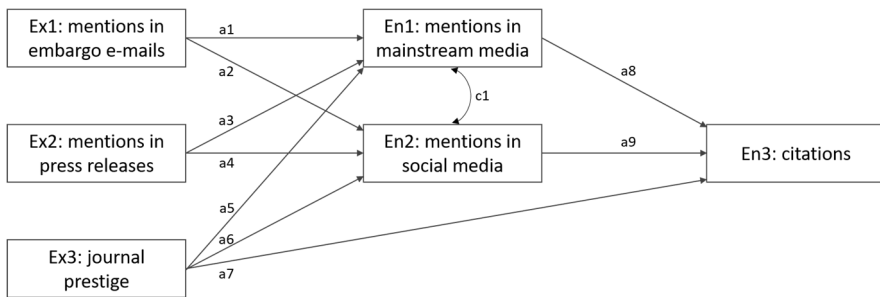 Ex1: mentions in
embargo e-mails
a1
a2
En1: mentions in
mainstream media
a8
c1
Ex2: mentions in
press releases
a3
a4
En2: mentions in
social media
a9
En3: citations
Ex3: journal
prestige
a5
a6
a7